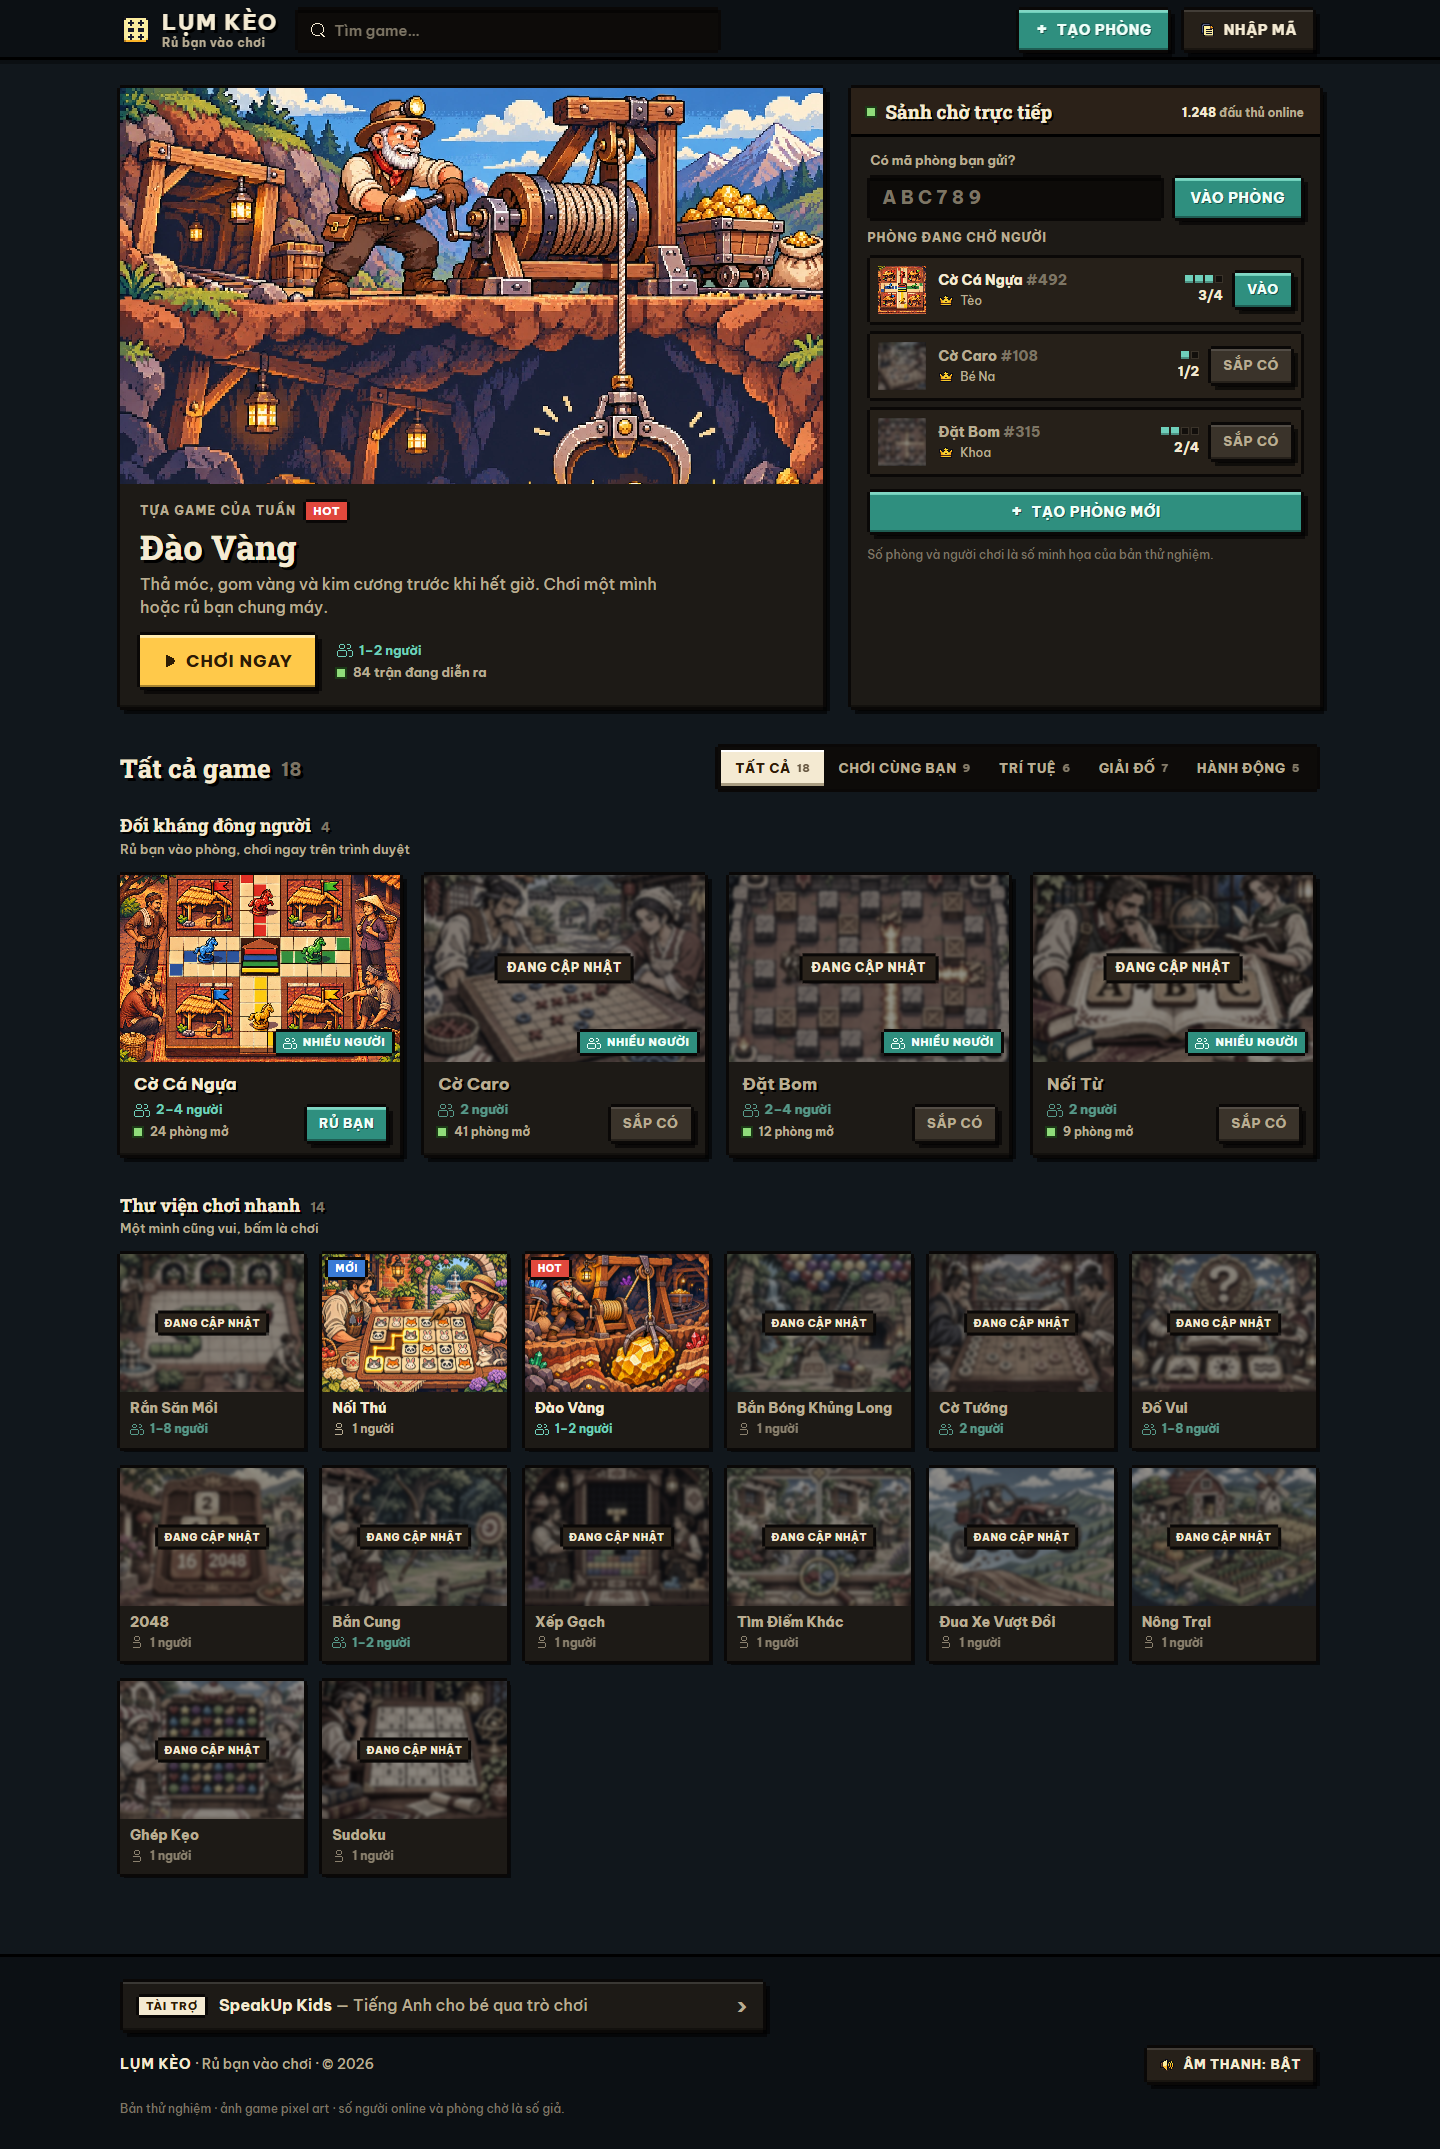 LỤM KÈO
Rủ bạn vào chơi
Tìm game...
+ TẠO PHÒNG
NHẬP MÃ
Sảnh chờ trực tiếp
1.248 đấu thủ online
Có mã phòng bạn gửi?
ABC789
VÀO PHÒNG
PHÒNG ĐANG CHỜ NGƯỜI
Cờ Cá Ngựa #492
Tèo
3/4
VÀO
Cờ Caro #108
Bé Na
1/2
SẮP CÓ
Đặt Bom #315
Khoa
2/4
SẮP CÓ
+ TẠO PHÒNG MỚI
Số phòng và người chơi là số minh họa của bản thử nghiệm.
TỰA GAME CỦA TUẦN HOT
Đào Vàng
Thả móc, gom vàng và kim cương trước khi hết giờ. Chơi một mình
hoặc rủ bạn chung máy.
CHƠI NGAY
1–2 người
84 trận đang diễn ra
Tất cả game 18
TẤT CẢ 18
CHƠI CÙNG BẠN 9
TRÍ TUỆ 6
GIẢI ĐỐ 7
HÀNH ĐỘNG 5
Đối kháng đông người 4
Rủ bạn vào phòng, chơi ngay trên trình duyệt
NHIỀU NGƯỜI
Cờ Cá Ngựa
2–4 người
24 phòng mở
RỦ BẠN
ĐANG CẬP NHẬT
NHIỀU NGƯỜI
Cờ Caro
2 người
41 phòng mở
SẮP CÓ
ĐANG CẬP NHẬT
NHIỀU NGƯỜI
Đặt Bom
2–4 người
12 phòng mở
SẮP CÓ
ĐANG CẬP NHẬT
A B C
NHIỀU NGƯỜI
Nối Từ
2 người
9 phòng mở
SẮP CÓ
Thư viện chơi nhanh 14
Một mình cũng vui, bấm là chơi
ĐANG CẬP NHẬT
Rắn Săn Mồi
1–8 người
MỚI
Nối Thú
1 người
HOT
Đào Vàng
1–2 người
ĐANG CẬP NHẬT
Bắn Bóng Khủng Long
1 người
ĐANG CẬP NHẬT
Cờ Tướng
2 người
?
ĐANG CẬP NHẬT
Đố Vui
1–8 người
2
ĐANG CẬP NHẬT
16 2048
2048
1 người
ĐANG CẬP NHẬT
Bắn Cung
1–2 người
ĐANG CẬP NHẬT
Xếp Gạch
1 người
ĐANG CẬP NHẬT
Tìm Điểm Khác
1 người
ĐANG CẬP NHẬT
Đua Xe Vượt Đồi
1 người
ĐANG CẬP NHẬT
Nông Trại
1 người
ĐANG CẬP NHẬT
Ghép Kẹo
1 người
ĐANG CẬP NHẬT
Sudoku
1 người
TÀI TRỢ SpeakUp Kids — Tiếng Anh cho bé qua trò chơi ›
LỤM KÈO · Rủ bạn vào chơi · © 2026
ÂM THANH: BẬT
Bản thử nghiệm · ảnh game pixel art · số người online và phòng chờ là số giả.